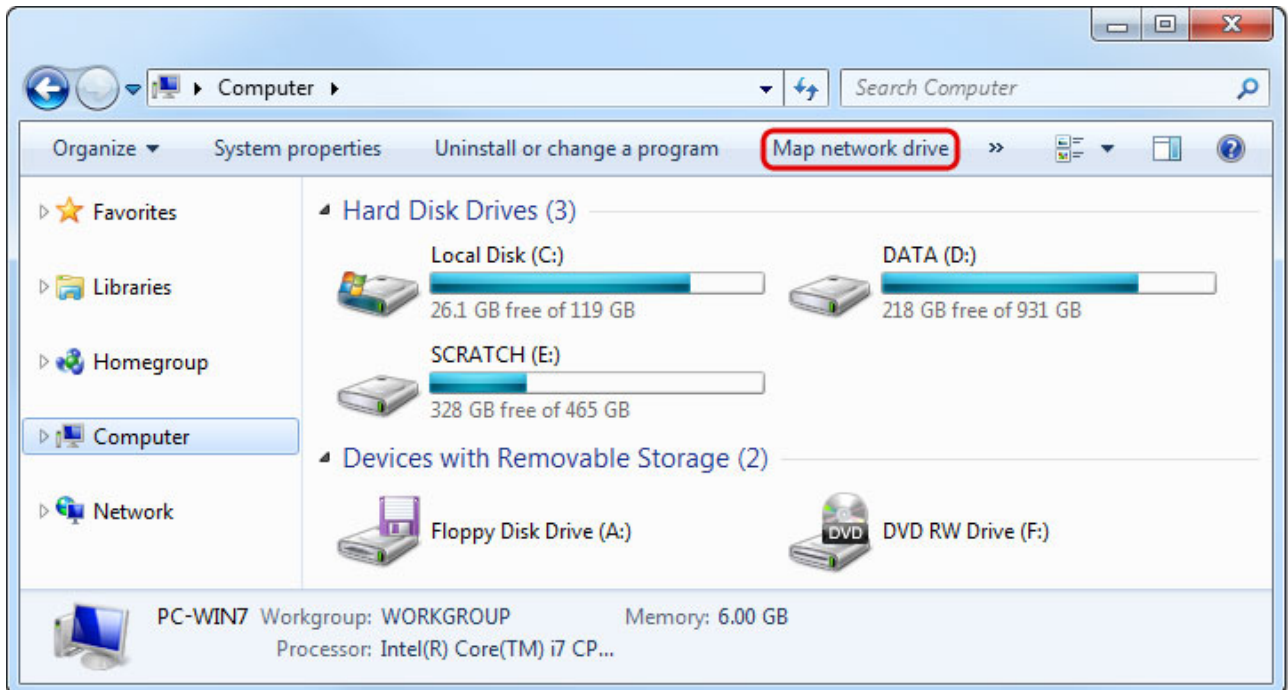 Computer
Search Computer
Organize System properties Uninstall or change a program Map network drive »
Favorites
Libraries
Homegroup
Computer
Network
Hard Disk Drives (3)
Local Disk (C:)
26.1 GB free of 119 GB
DATA (D:)
218 GB free of 931 GB
SCRATCH (E:)
328 GB free of 465 GB
Devices with Removable Storage (2)
Floppy Disk Drive (A:)
DVD
DVD RW Drive (F:)
PC-WIN7 Workgroup: WORKGROUP Memory: 6.00 GB
Processor: Intel(R) Core(TM) i7 CP...